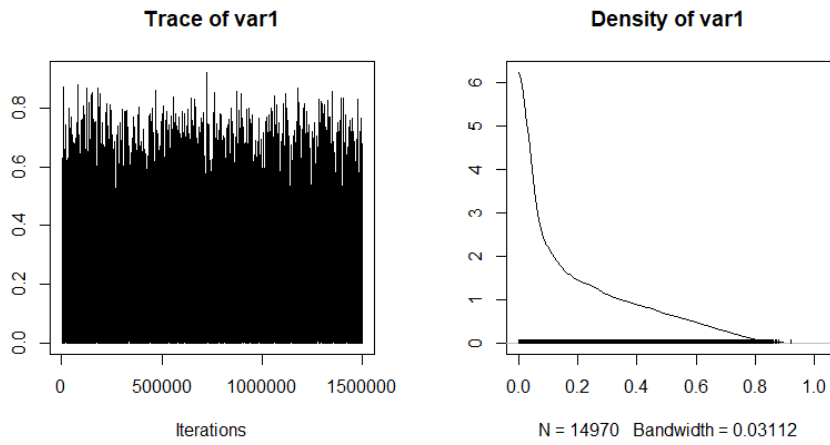 Trace of var1
0.0
0.2
0.4
0.6
0.8
0 500000 1000000 1500000
Iterations
Density of var1
6
5
4
3
2
1
0
0.0 0.2 0.4 0.6 0.8 1.0
N = 14970 Bandwidth = 0.03112